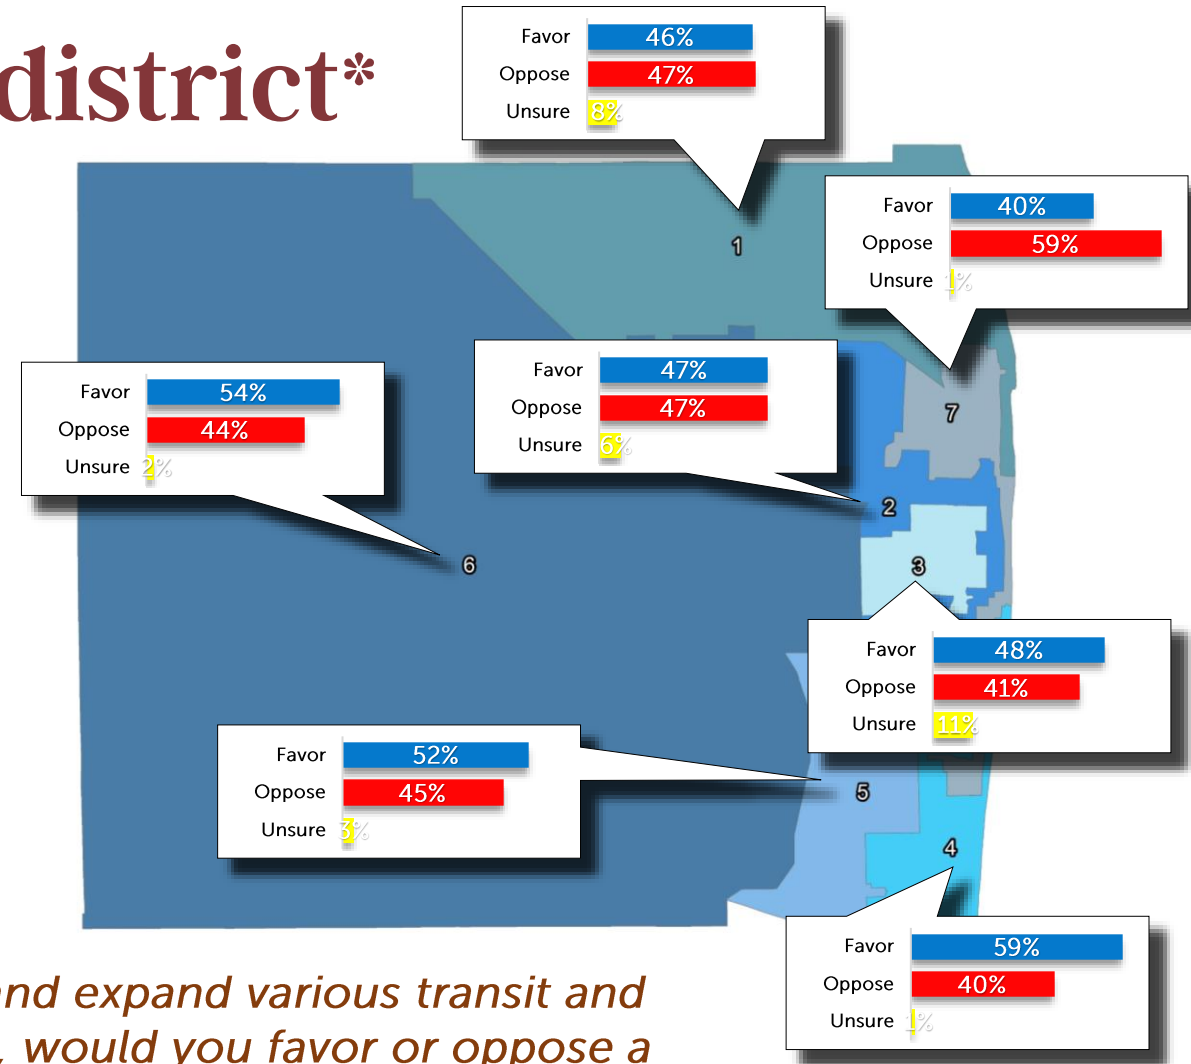 district*
Favor 46%
Oppose 47%
Unsure 8%
1
Favor 40%
Oppose 59%
Unsure 1%
7
Favor 54%
Oppose 44%
Unsure 2%
6
Favor 47%
Oppose 47%
Unsure 6%
2
3
Favor 48%
Oppose 41%
Unsure 11%
Favor 52%
Oppose 45%
Unsure 3%
5
4
Favor 59%
Oppose 40%
Unsure 1%
and expand various transit and
, would you favor or oppose a